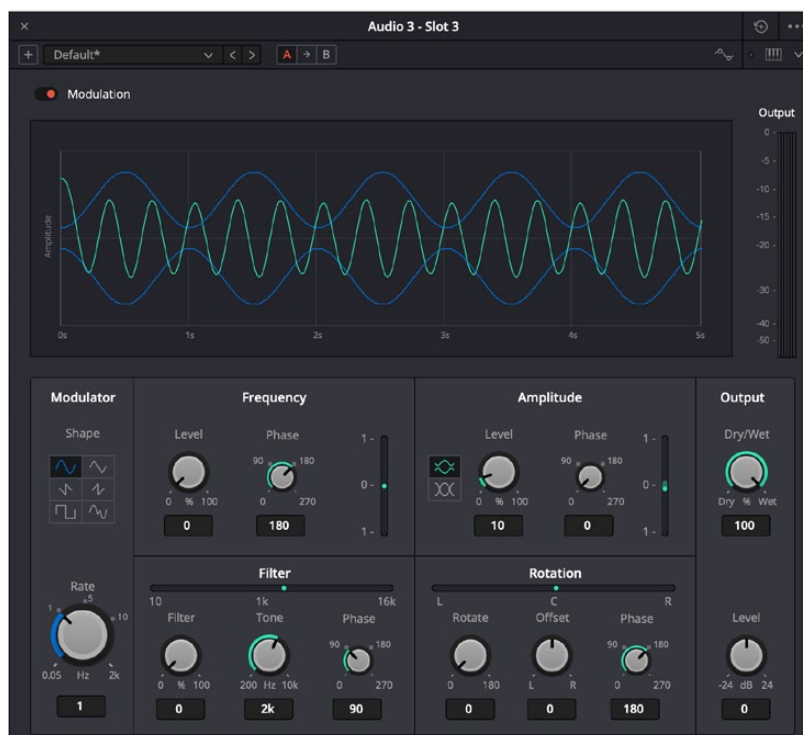 × Audio 3 - Slot 3 •••
+ Default* < > A → B
Modulation
Output
0 -
-5 -
-10 -
-15 -
-20 -
-30 -
-40 -
-50 -
Amplitude
0s 1s 2s 3s 4s 5s
Modulator
Shape
Rate
1 5 10
0.05 Hz 2k
1
Frequency
Level Phase
90 180
0 % 100 0 270
0 180
1 -
0 -
1 -
Amplitude
Level Phase
90 180
0 % 100 0 270
10 0
1 -
0 -
1 -
Output
Dry/Wet
Dry % Wet
100
Filter
10 1k 16k
Filter Tone Phase
90 180
0 % 100 200 Hz 10k 0 270
0 2k 90
Rotation
L C R
Rotate Offset Phase
90 180
0 180 L R 0 270
0 0 180
Level
-24 dB 24
0